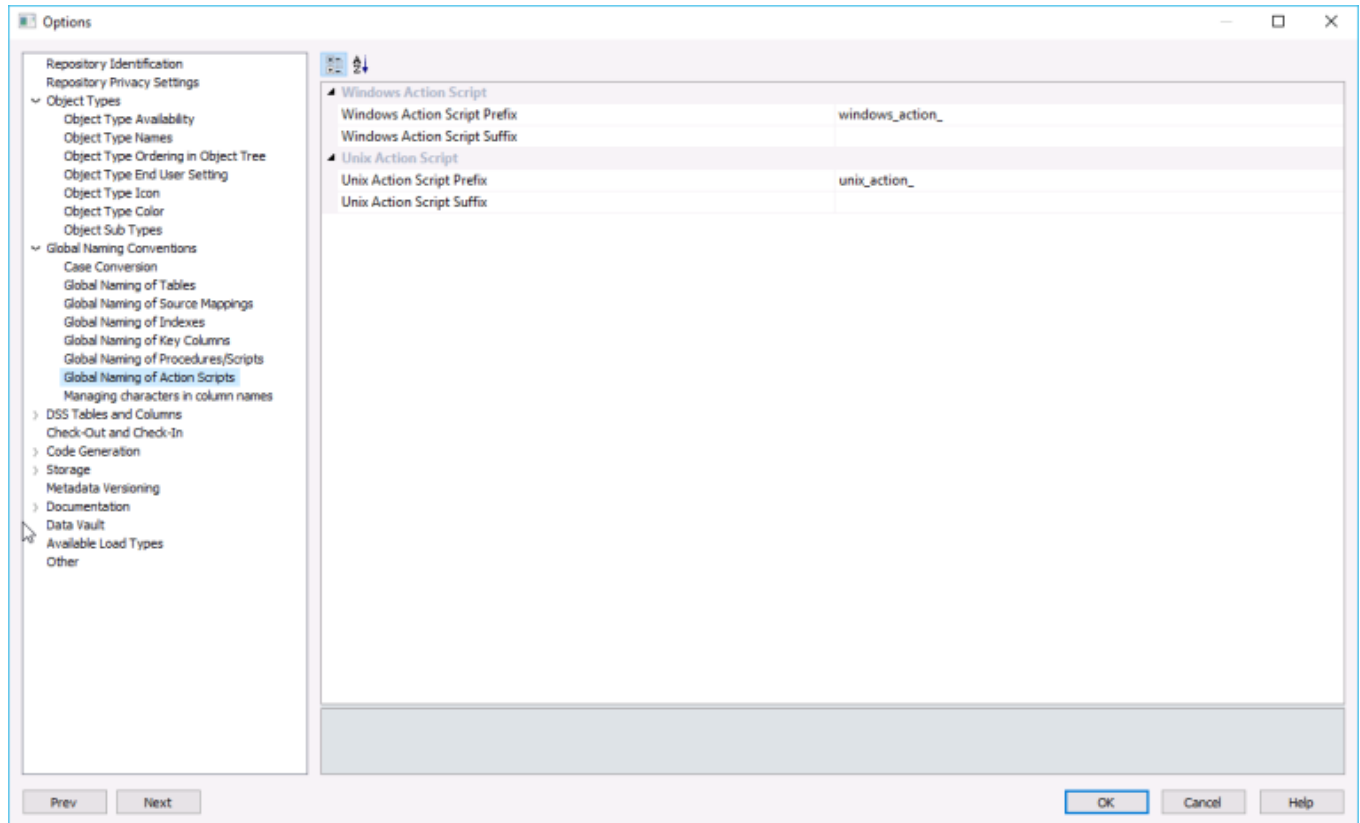 Options
Repository Identification
Repository Privacy Settings
Object Types
Object Type Availability
Object Type Names
Object Type Ordering in Object Tree
Object Type End User Setting
Object Type Icon
Object Type Color
Object Sub Types
Global Naming Conventions
Case Conversion
Global Naming of Tables
Global Naming of Source Mappings
Global Naming of Indexes
Global Naming of Key Columns
Global Naming of Procedures/Scripts
Global Naming of Action Scripts
Managing characters in column names
DSS Tables and Columns
Check-Out and Check-In
Code Generation
Storage
Metadata Versioning
Documentation
Data Vault
Available Load Types
Other
Windows Action Script
Windows Action Script Prefix windows_action_
Windows Action Script Suffix
Unix Action Script
Unix Action Script Prefix unix_action_
Unix Action Script Suffix
Prev Next OK Cancel Help